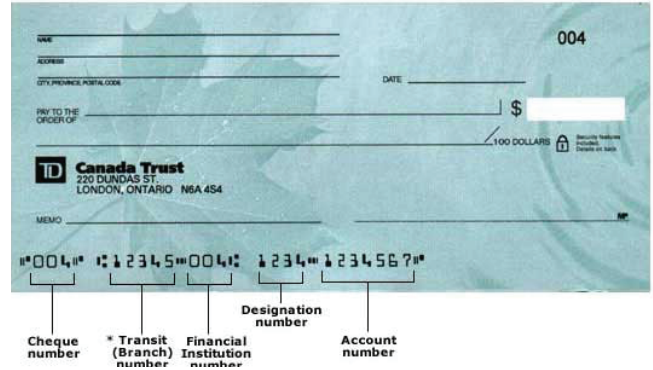 004
NAME
ADDRESS
CITY, PROVINCE, POSTAL CODE
DATE
PAY TO THE
ORDER OF
$
/100 DOLLARS
Security features
included.
Details on back
TD Canada Trust
220 DUNDAS ST.
LONDON, ONTARIO N6A 4S4
MEMO
MP
⑈004⑈ ⑆12345⑉004⑆ 1234⑉ 1234567⑈
Designation
number
Cheque
number
* Transit
(Branch)
number
Financial
Institution
number
Account
number